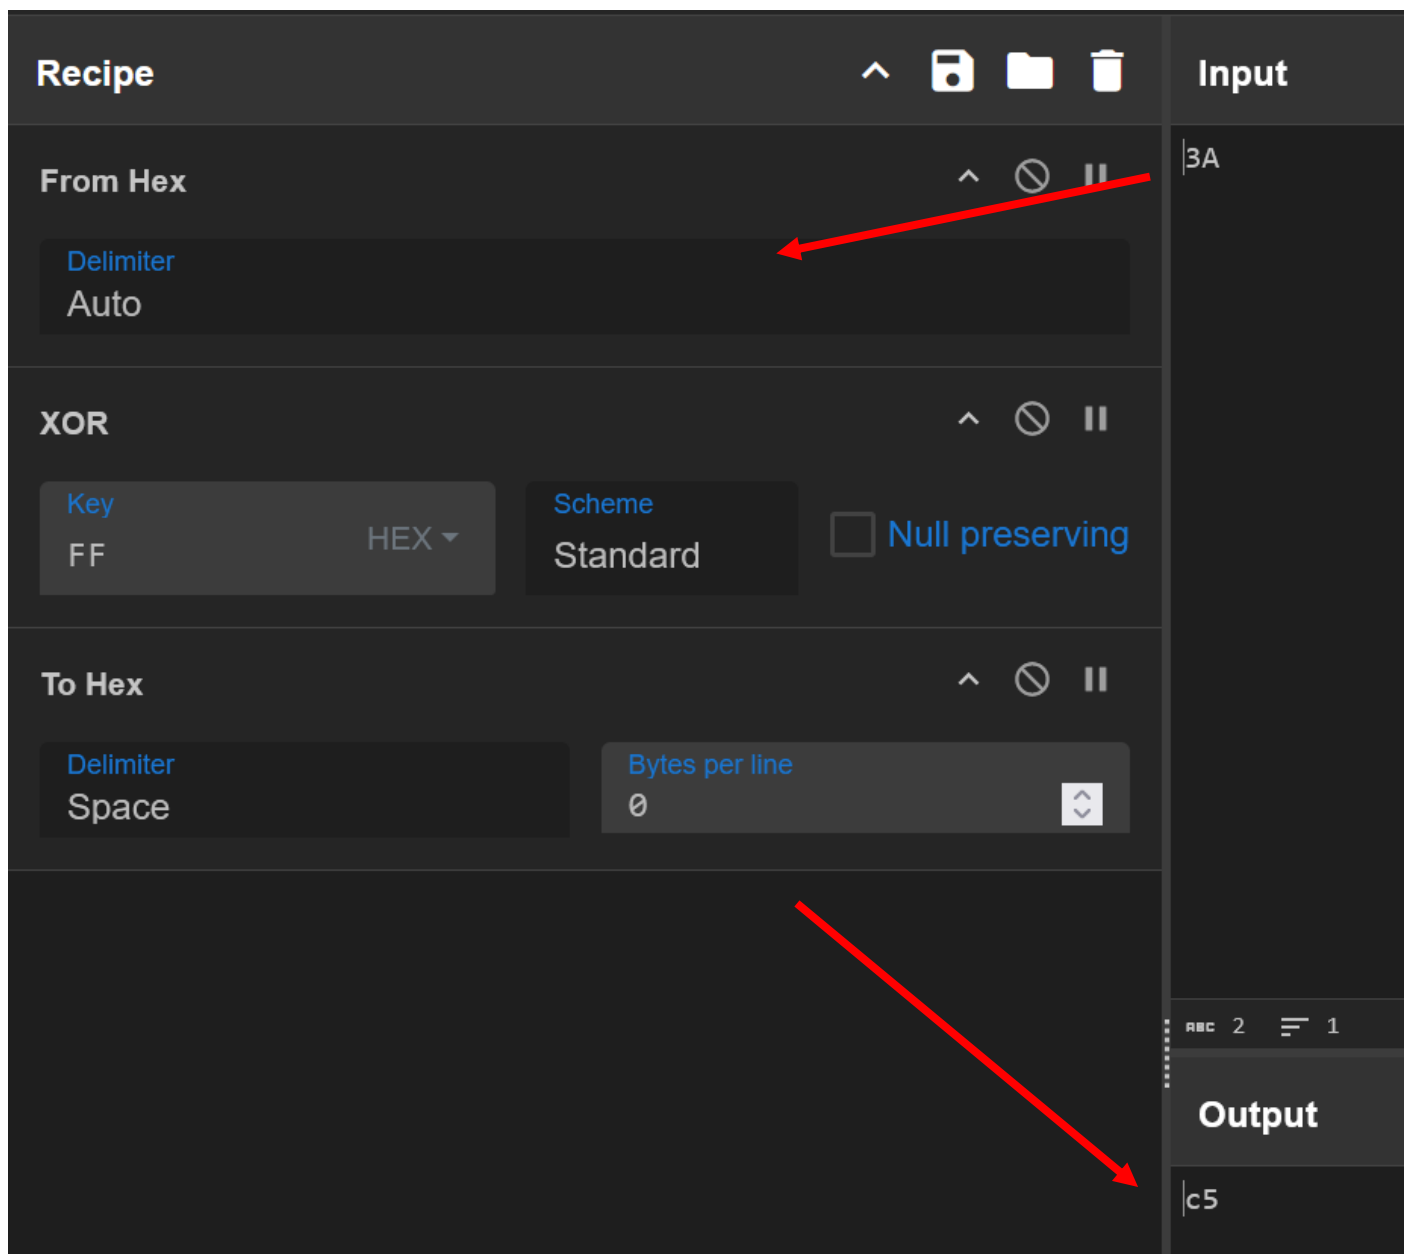 Recipe
From Hex
Delimiter
Auto
XOR
Key
FF
HEX
Scheme
Standard
Null preserving
To Hex
Delimiter
Space
Bytes per line
0
Input
3A
ABC 2 1
Output
c5